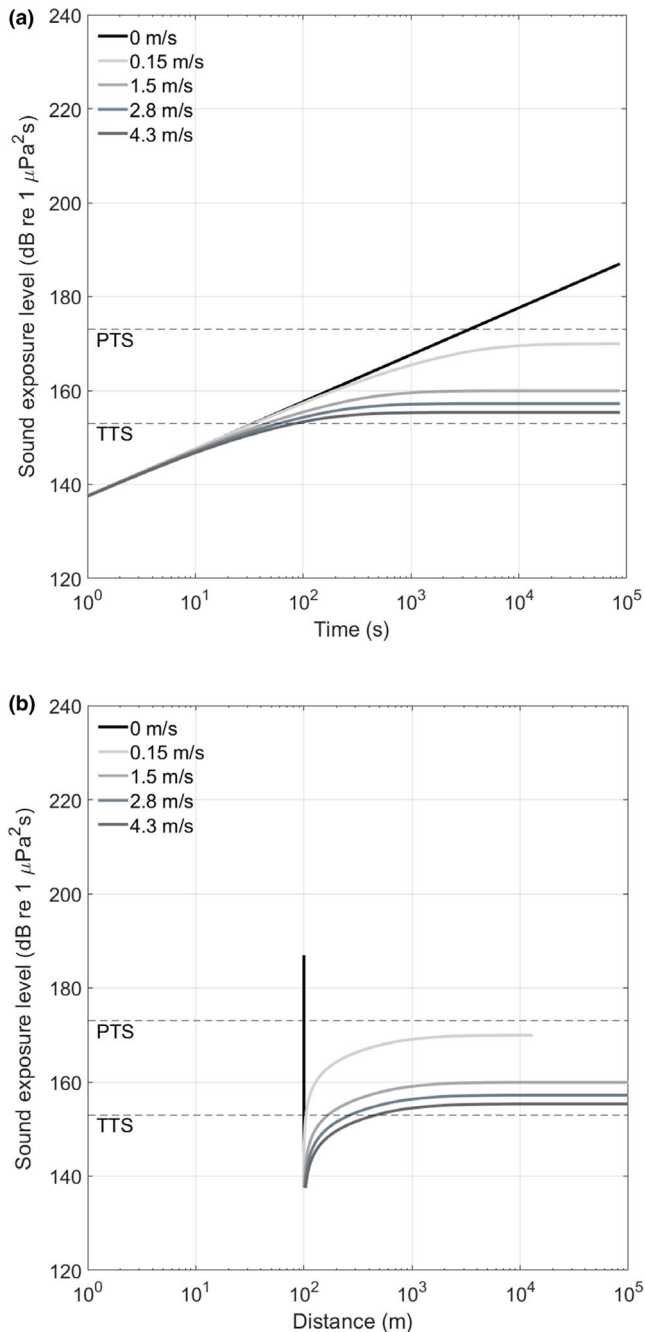 (a)
240
220
200
180
160
140
120
Sound exposure level (dB re 1 μPa²s)
0 m/s
0.15 m/s
1.5 m/s
2.8 m/s
4.3 m/s
PTS
TTS
10⁰ 10¹ 10² 10³ 10⁴ 10⁵
Time (s)
(b)
240
220
200
180
160
140
120
Sound exposure level (dB re 1 μPa²s)
0 m/s
0.15 m/s
1.5 m/s
2.8 m/s
4.3 m/s
PTS
TTS
10⁰ 10¹ 10² 10³ 10⁴ 10⁵
Distance (m)